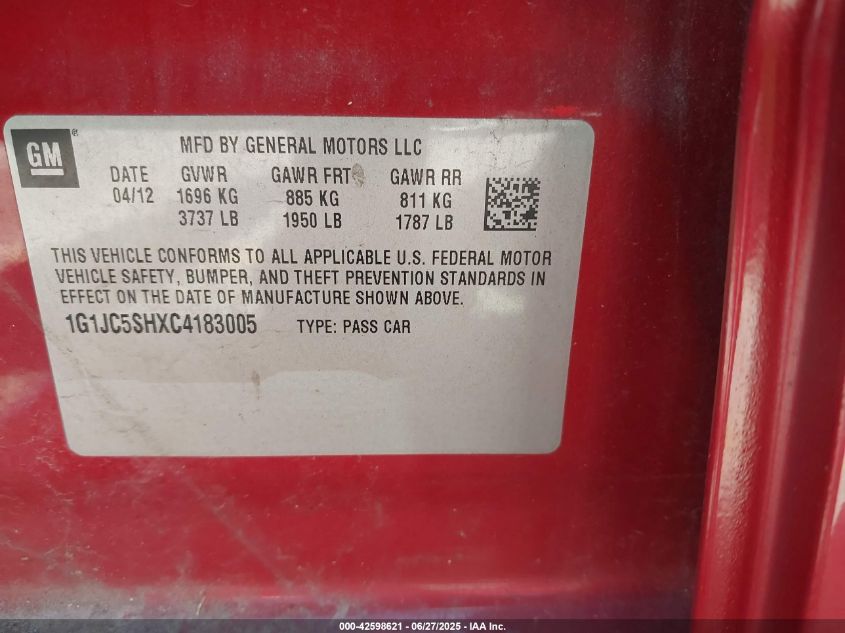 GM
MFD BY GENERAL MOTORS LLC
DATE GVWR GAWR FRT GAWR RR
04/12 1696 KG 885 KG 811 KG
3737 LB 1950 LB 1787 LB
THIS VEHICLE CONFORMS TO ALL APPLICABLE U.S. FEDERAL MOTOR
VEHICLE SAFETY, BUMPER, AND THEFT PREVENTION STANDARDS IN
EFFECT ON THE DATE OF MANUFACTURE SHOWN ABOVE.
1G1JC5SHXC4183005 TYPE: PASS CAR
000-42598621 / 06/27/2025 - IAA Inc.